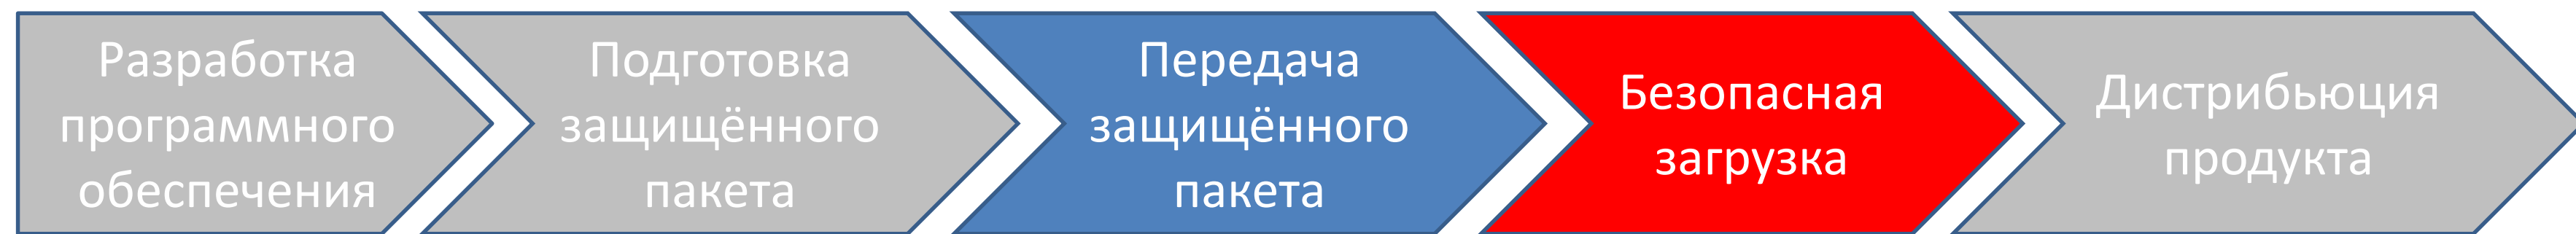 Разработка
программного
обеспечения
Подготовка
защищённого
пакета
Передача
защищённого
пакета
Безопасная
загрузка
Дистрибьюция
продукта